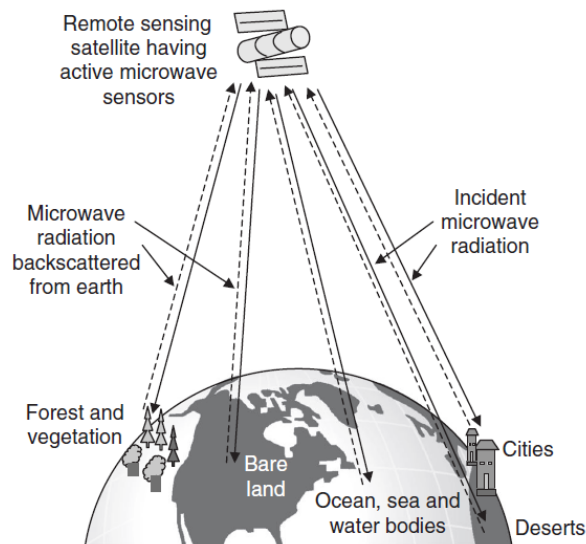 Remote sensing
satellite having
active microwave
sensors
Microwave
radiation
backscattered
from earth
Incident
microwave
radiation
Forest and
vegetation
Bare
land
Ocean, sea and
water bodies
Cities
Deserts